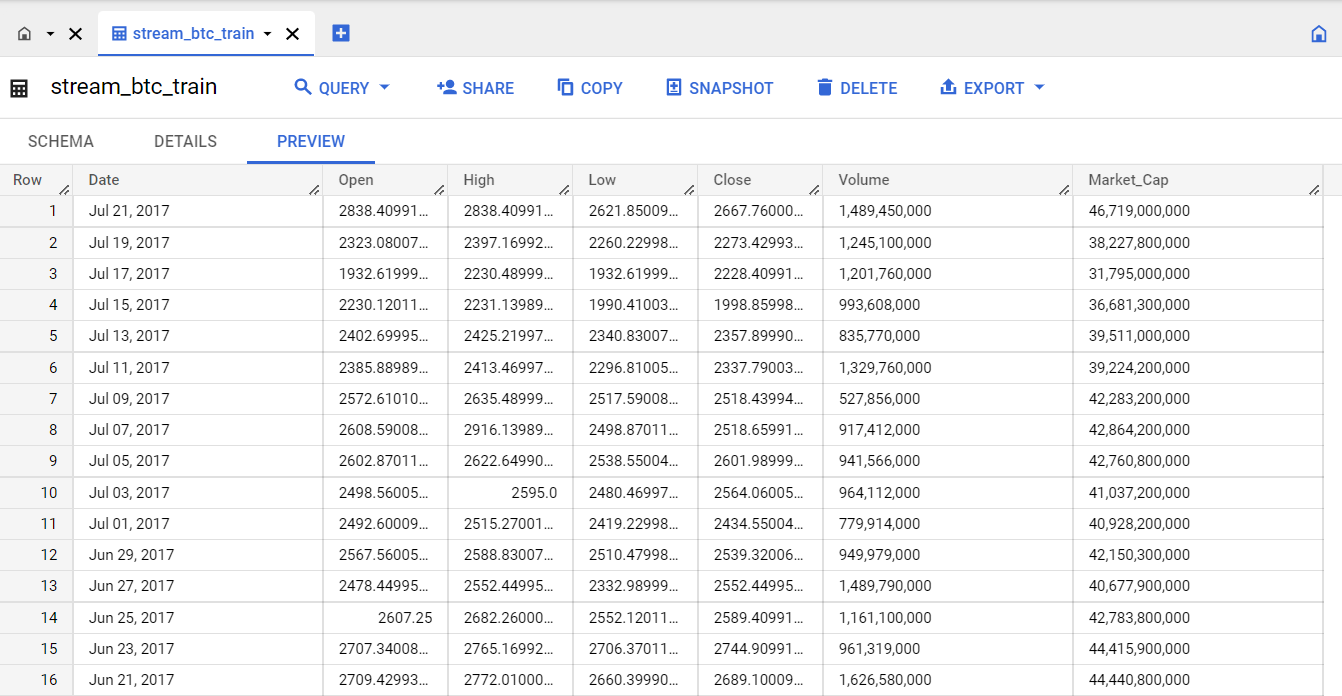 stream_btc_train
stream_btc_train QUERY SHARE COPY SNAPSHOT DELETE EXPORT
SCHEMA DETAILS PREVIEW
Row Date Open High Low Close Volume Market_Cap
1 Jul 21, 2017 2838.40991... 2838.40991... 2621.85009... 2667.76000... 1,489,450,000 46,719,000,000
2 Jul 19, 2017 2323.08007... 2397.16992... 2260.22998... 2273.42993... 1,245,100,000 38,227,800,000
3 Jul 17, 2017 1932.61999... 2230.48999... 1932.61999... 2228.40991... 1,201,760,000 31,795,000,000
4 Jul 15, 2017 2230.12011... 2231.13989... 1990.41003... 1998.85998... 993,608,000 36,681,300,000
5 Jul 13, 2017 2402.69995... 2425.21997... 2340.83007... 2357.89990... 835,770,000 39,511,000,000
6 Jul 11, 2017 2385.88989... 2413.46997... 2296.81005... 2337.79003... 1,329,760,000 39,224,200,000
7 Jul 09, 2017 2572.61010... 2635.48999... 2517.59008... 2518.43994... 527,856,000 42,283,200,000
8 Jul 07, 2017 2608.59008... 2916.13989... 2498.87011... 2518.65991... 917,412,000 42,864,200,000
9 Jul 05, 2017 2602.87011... 2622.64990... 2538.55004... 2601.98999... 941,566,000 42,760,800,000
10 Jul 03, 2017 2498.56005... 2595.0 2480.46997... 2564.06005... 964,112,000 41,037,200,000
11 Jul 01, 2017 2492.60009... 2515.27001... 2419.22998... 2434.55004... 779,914,000 40,928,200,000
12 Jun 29, 2017 2567.56005... 2588.83007... 2510.47998... 2539.32006... 949,979,000 42,150,300,000
13 Jun 27, 2017 2478.44995... 2552.44995... 2332.98999... 2552.44995... 1,489,790,000 40,677,900,000
14 Jun 25, 2017 2607.25 2682.26000... 2552.12011... 2589.40991... 1,161,100,000 42,783,800,000
15 Jun 23, 2017 2707.34008... 2765.16992... 2706.37011... 2744.90991... 961,319,000 44,415,900,000
16 Jun 21, 2017 2709.42993... 2772.01000... 2660.39990... 2689.10009... 1,626,580,000 44,440,800,000